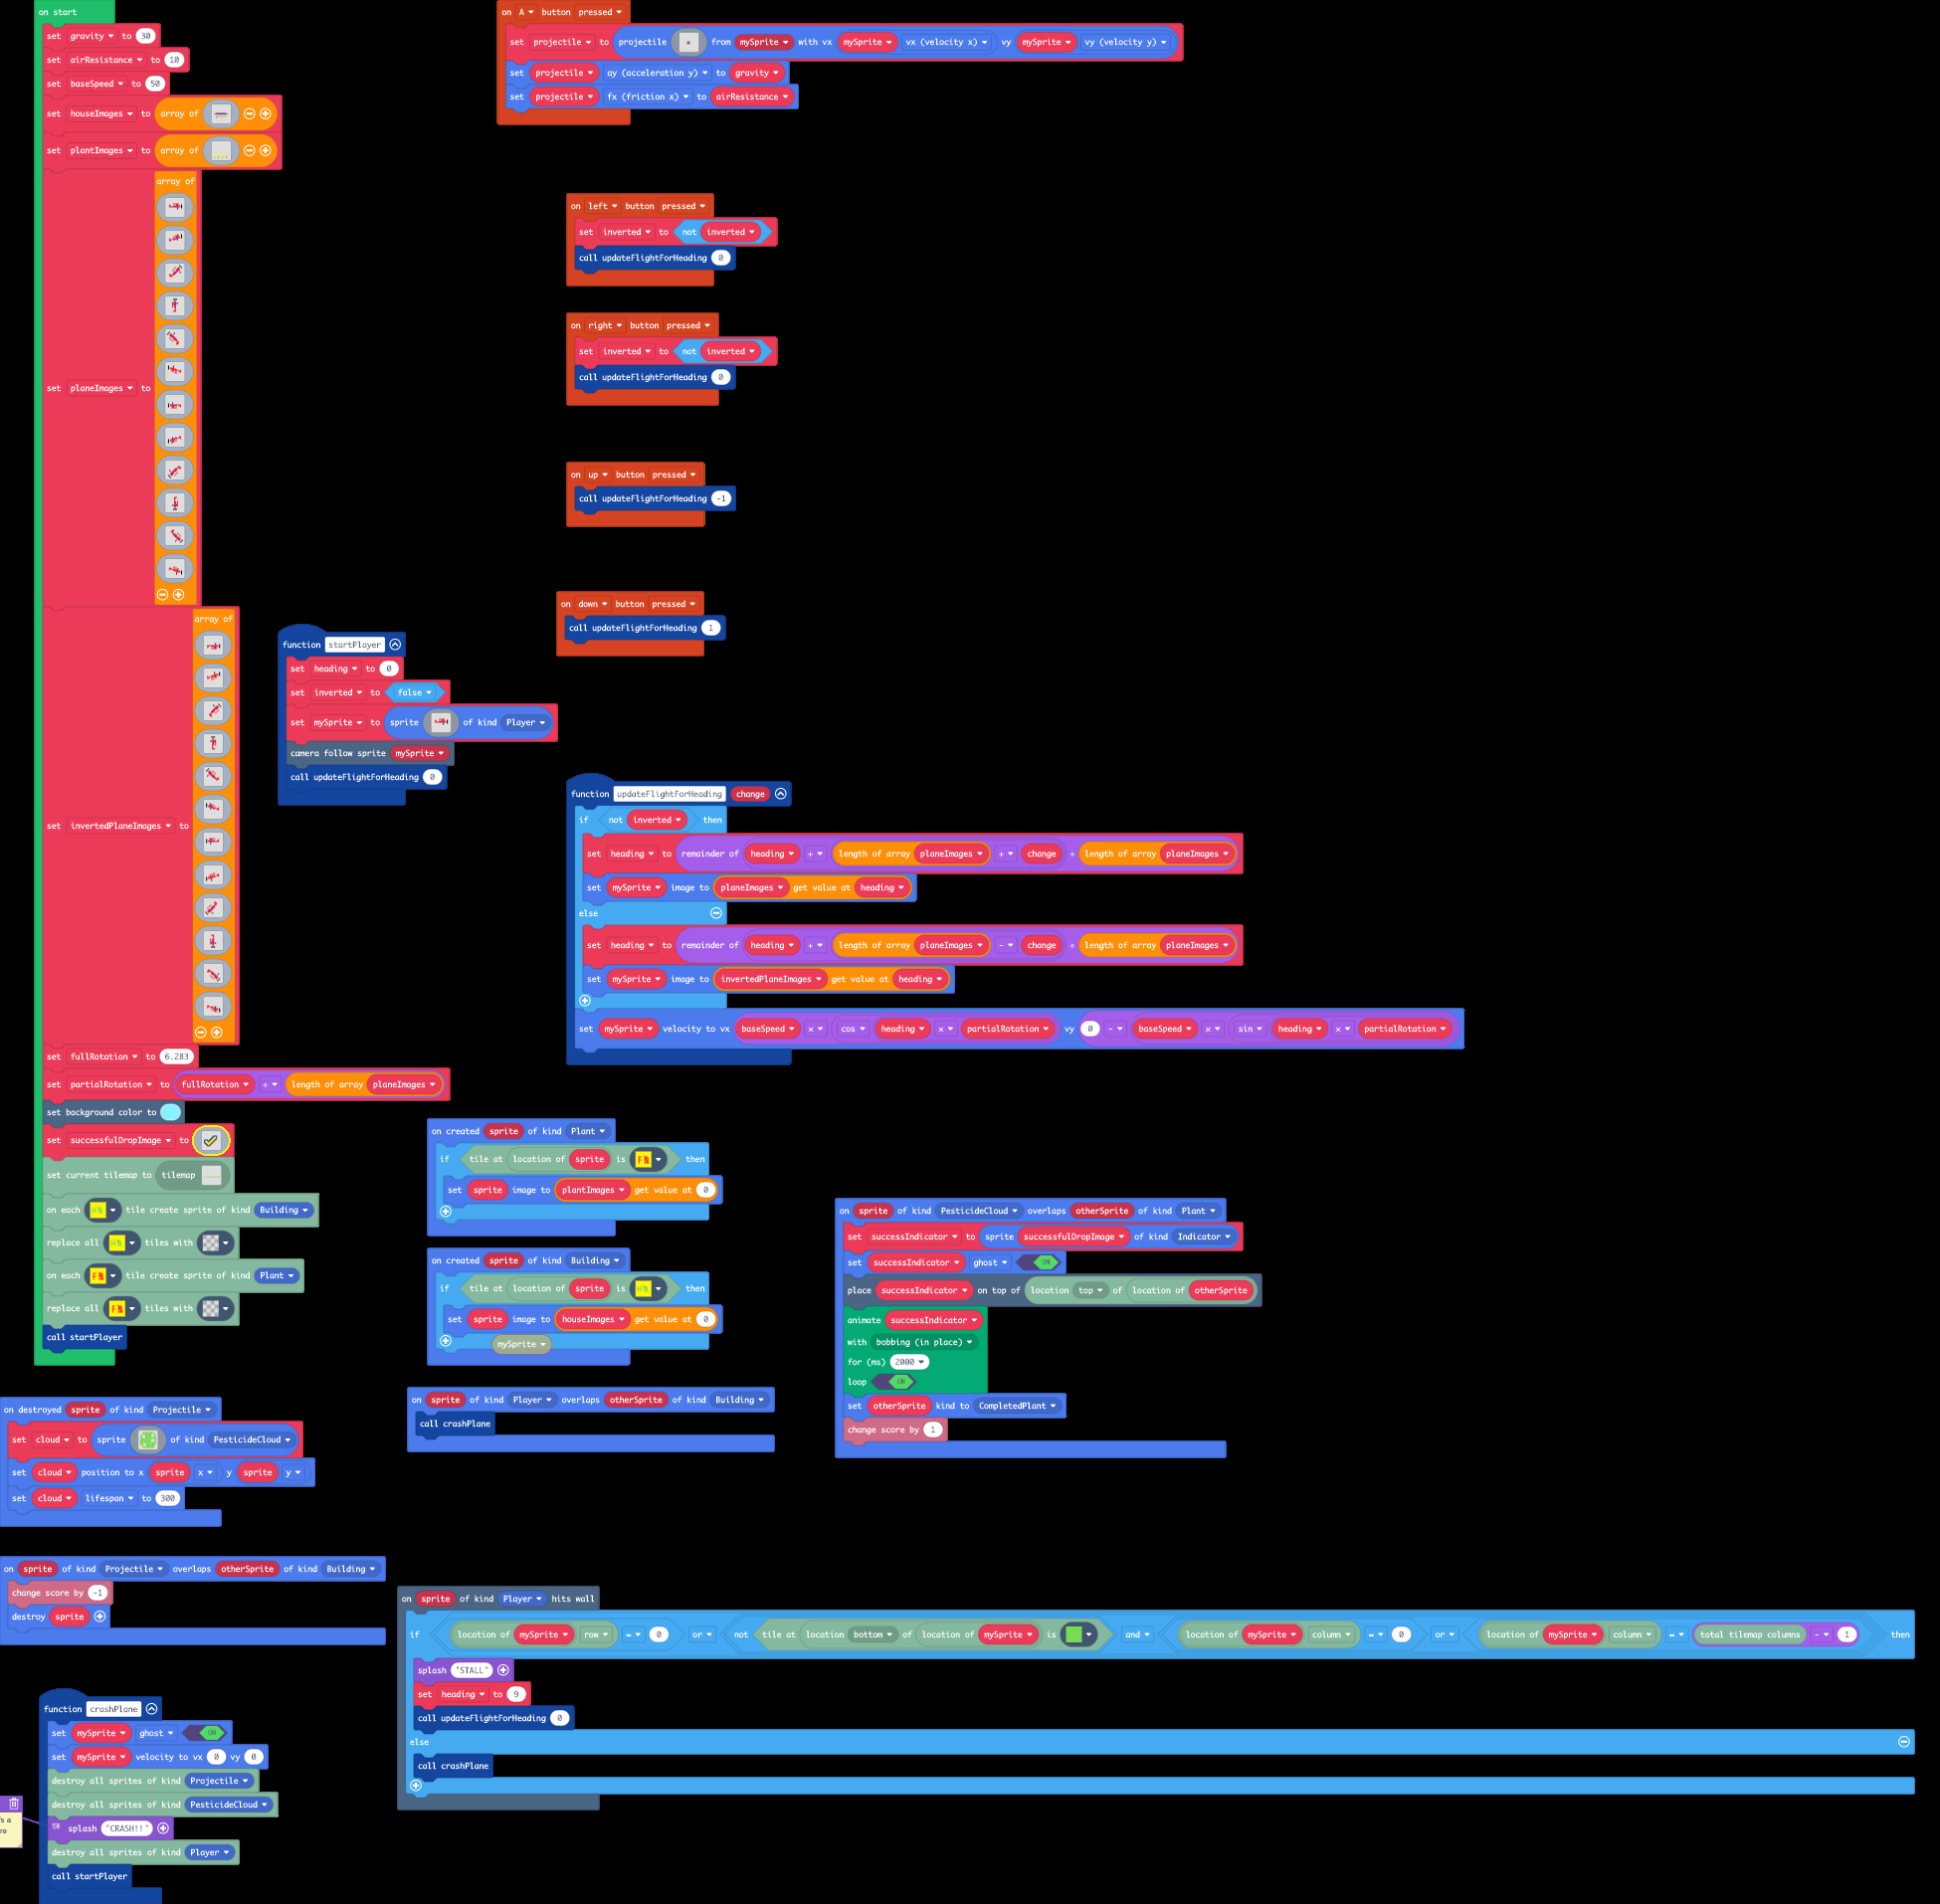 on start
set gravity to 30
set airResistance to 10
set baseSpeed to 50
set houseImages to array of
set plantImages to array of
set planeImages to array of
set invertedPlaneImages to array of
set fullRotation to 6.283
set partialRotation to fullRotation ÷ length of array planeImages
set background color to
set successfulDropImage to
set current tilemap to tilemap
on each tile create sprite of kind Building
replace all tiles with
on each tile create sprite of kind Plant
replace all tiles with
call startPlayer
on A button pressed
set projectile to projectile from mySprite with vx mySprite vx (velocity x) vy mySprite vy (velocity y)
set projectile ay (acceleration y) to gravity
set projectile fx (friction x) to airResistance
on left button pressed
set inverted to not inverted
call updateFlightForHeading 0
on right button pressed
set inverted to not inverted
call updateFlightForHeading 0
on up button pressed
call updateFlightForHeading -1
on down button pressed
call updateFlightForHeading 1
function startPlayer
set heading to 0
set inverted to false
set mySprite to sprite of kind Player
camera follow sprite mySprite
call updateFlightForHeading 0
function updateFlightForHeading change
if not inverted then
set heading to remainder of heading + length of array planeImages + change ÷ length of array planeImages
set mySprite image to planeImages get value at heading
else
set heading to remainder of heading + length of array planeImages - change ÷ length of array planeImages
set mySprite image to invertedPlaneImages get value at heading
set mySprite velocity to vx baseSpeed × cos heading × partialRotation vy 0 - baseSpeed × sin heading × partialRotation
on created sprite of kind Plant
if tile at location of sprite is then
set sprite image to plantImages get value at 0
on created sprite of kind Building
if tile at location of sprite is then
set sprite image to houseImages get value at 0
mySprite
on sprite of kind PesticideCloud overlaps otherSprite of kind Plant
set successIndicator to sprite successfulDropImage of kind Indicator
set successIndicator ghost ON
place successIndicator on top of location top of location of otherSprite
animate successIndicator
with bobbing (in place)
for (ms) 2000
loop ON
set otherSprite kind to CompletedPlant
change score by 1
on destroyed sprite of kind Projectile
set cloud to sprite of kind PesticideCloud
set cloud position to x sprite x y sprite y
set cloud lifespan to 300
on sprite of kind Player overlaps otherSprite of kind Building
call crashPlane
on sprite of kind Projectile overlaps otherSprite of kind Building
change score by -1
destroy sprite
on sprite of kind Player hits wall
if location of mySprite row = 0 or not tile at location bottom of location of mySprite is and location of mySprite column = 0 or location of mySprite column = total tilemap columns - 1 then
splash "STALL"
set heading to 9
call updateFlightForHeading 0
else
call crashPlane
function crashPlane
set mySprite ghost ON
set mySprite velocity to vx 0 vy 0
destroy all sprites of kind Projectile
destroy all sprites of kind PesticideCloud
splash "CRASH!!"
destroy all sprites of kind Player
call startPlayer